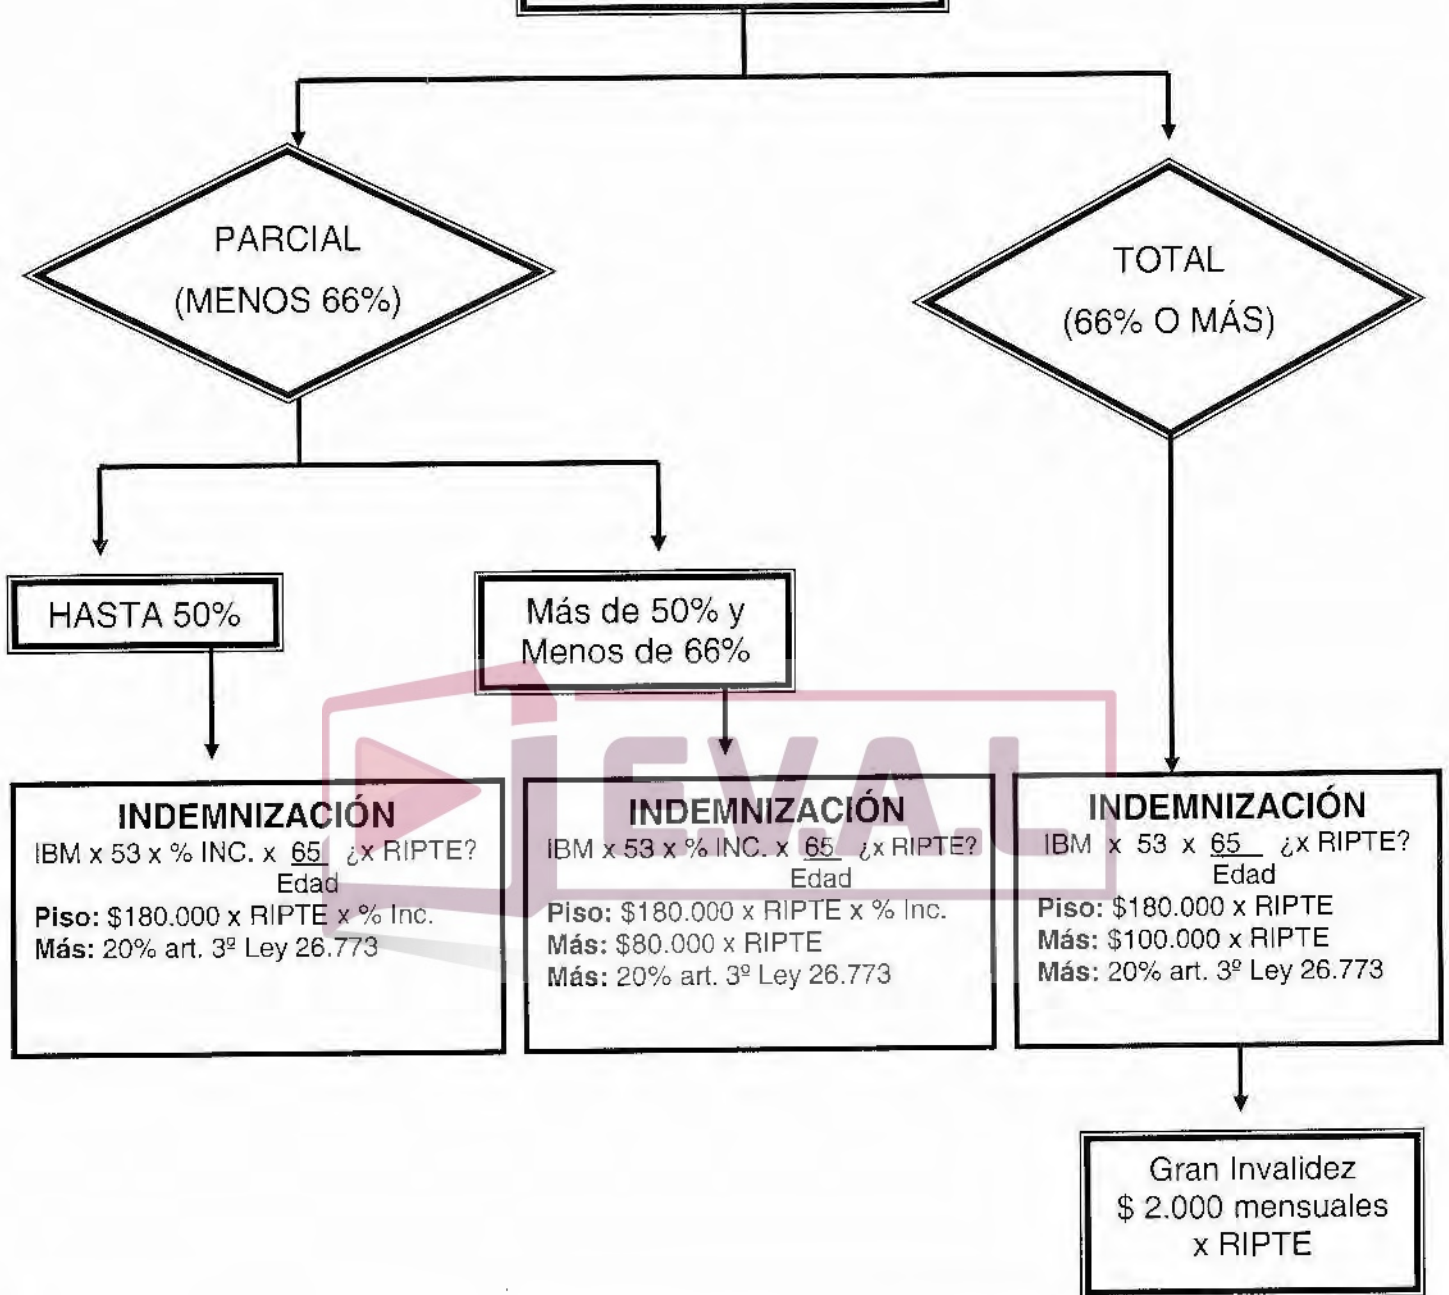 PARCIAL
(MENOS 66%)
TOTAL
(66% O MÁS)
HASTA 50%
Más de 50% y
Menos de 66%
INDEMNIZACIÓN
IBM x 53 x % INC. x 65 ¿x RIPTE?
Edad
Piso: $180.000 x RIPTE x % Inc.
Más: 20% art. 3º Ley 26.773
INDEMNIZACIÓN
IBM x 53 x % INC. x 65 ¿x RIPTE?
Edad
Piso: $180.000 x RIPTE x % Inc.
Más: $80.000 x RIPTE
Más: 20% art. 3º Ley 26.773
INDEMNIZACIÓN
IBM x 53 x 65 ¿x RIPTE?
Edad
Piso: $180.000 x RIPTE
Más: $100.000 x RIPTE
Más: 20% art. 3º Ley 26.773
Gran Invalidez
$ 2.000 mensuales
x RIPTE
E.V.A.L